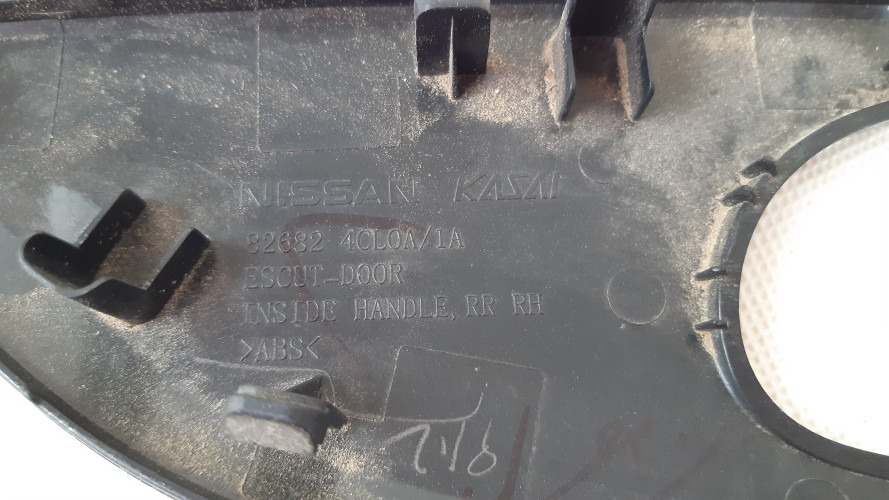 NISSAN KASAI
82682 4CL0A/1A
ESCUT-DOOR
INSIDE HANDLE, RR RH
>ABS<